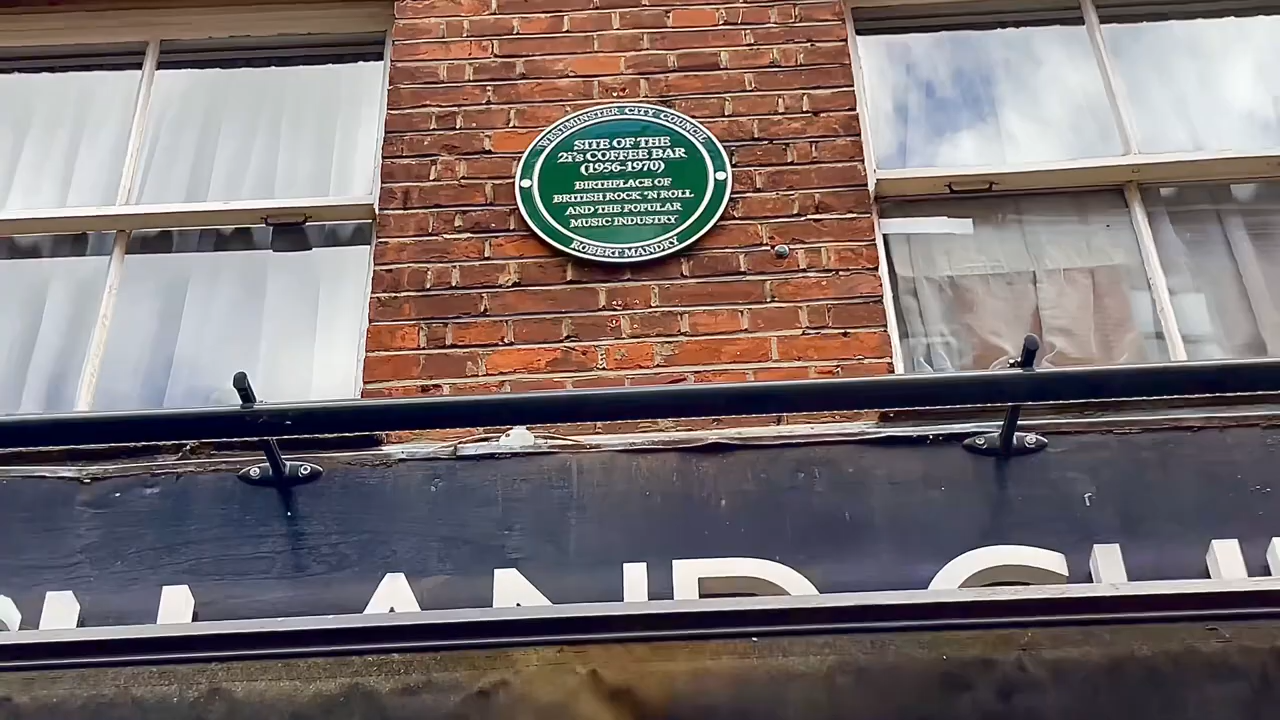 WESTMINSTER CITY COUNCIL
SITE OF THE
2i's COFFEE BAR
(1956-1970)
BIRTHPLACE OF
BRITISH ROCK 'N ROLL
AND THE POPULAR
MUSIC INDUSTRY
ROBERT MANDRY
AND